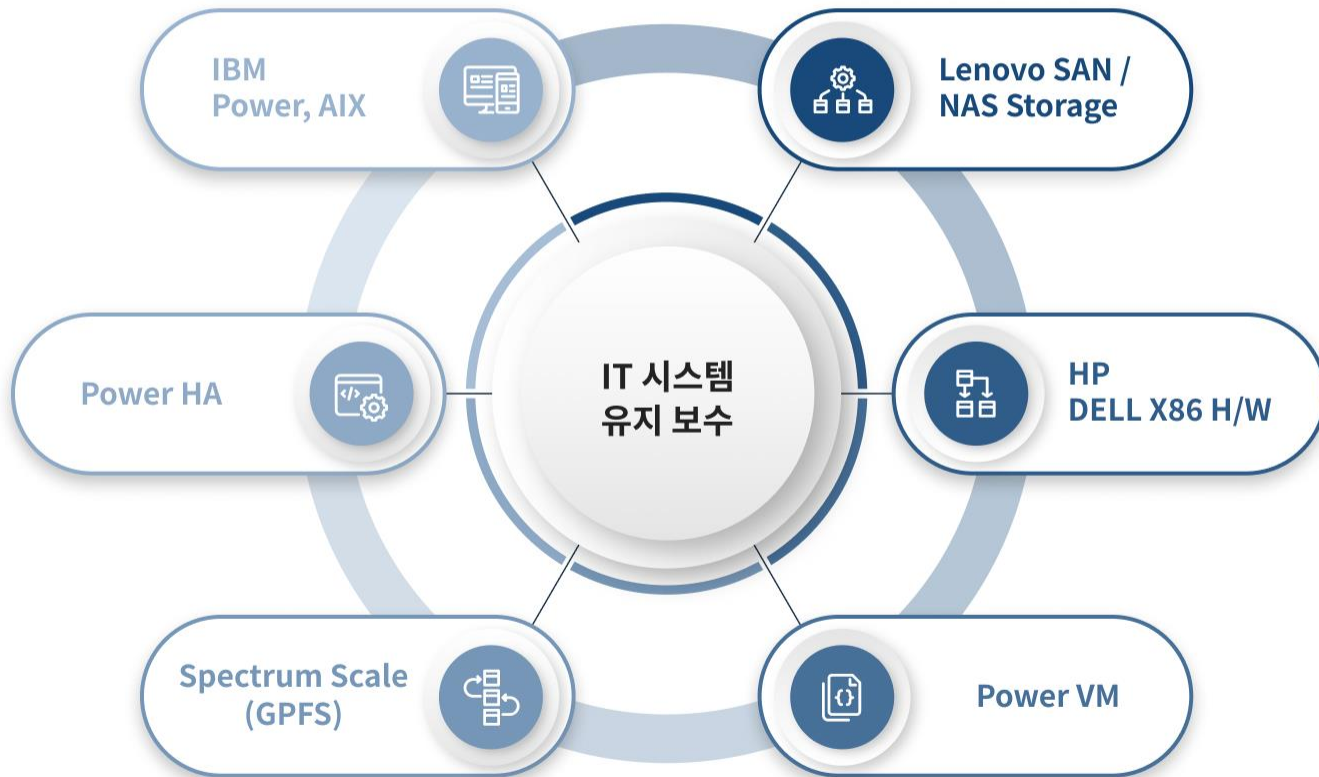 IBM
Power, AIX
Lenovo SAN /
NAS Storage
Power HA
IT 시스템
유지 보수
HP
DELL X86 H/W
Spectrum Scale
(GPFS)
Power VM